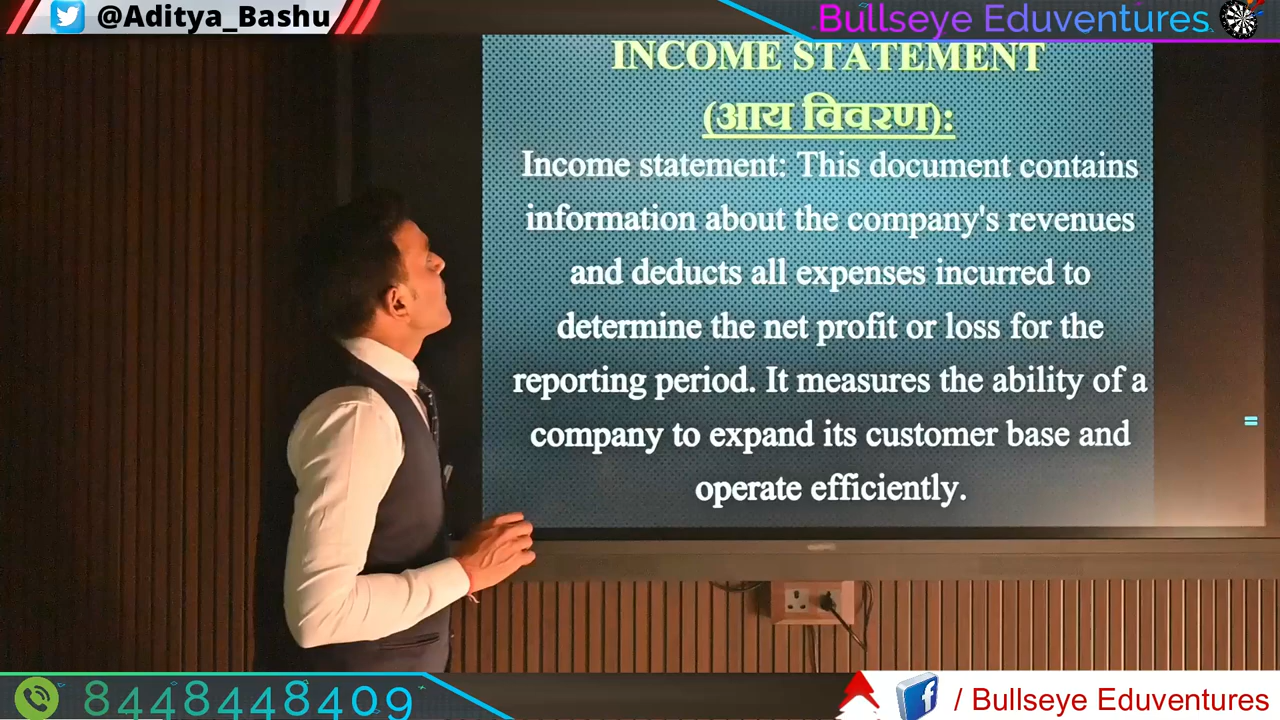 @Aditya_Bashu
Bullseye Eduventures
INCOME STATEMENT
(आय विवरण):
Income statement: This document contains
information about the company's revenues
and deducts all expenses incurred to
determine the net profit or loss for the
reporting period. It measures the ability of a
company to expand its customer base and
operate efficiently.
8448448409
/ Bullseye Eduventures